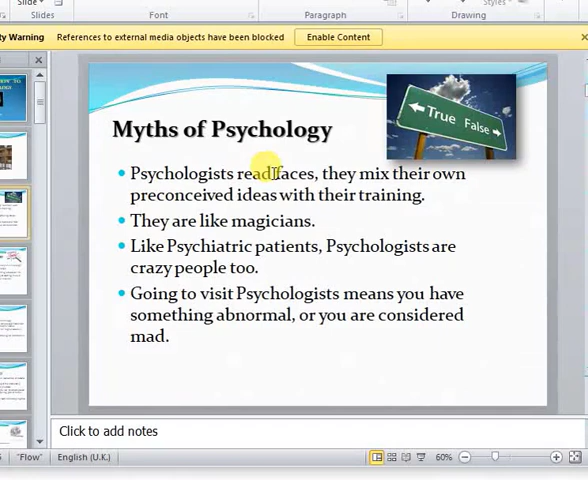 Slide
Slides
Font
Paragraph
Drawing
Styles
ty Warning References to external media objects have been blocked Enable Content
Myths of Psychology
True
False
Psychologists read faces, they mix their own
preconceived ideas with their training.
They are like magicians.
Like Psychiatric patients, Psychologists are
crazy people too.
Going to visit Psychologists means you have
something abnormal, or you are considered
mad.
Click to add notes
"Flow" English (U.K.) 60%